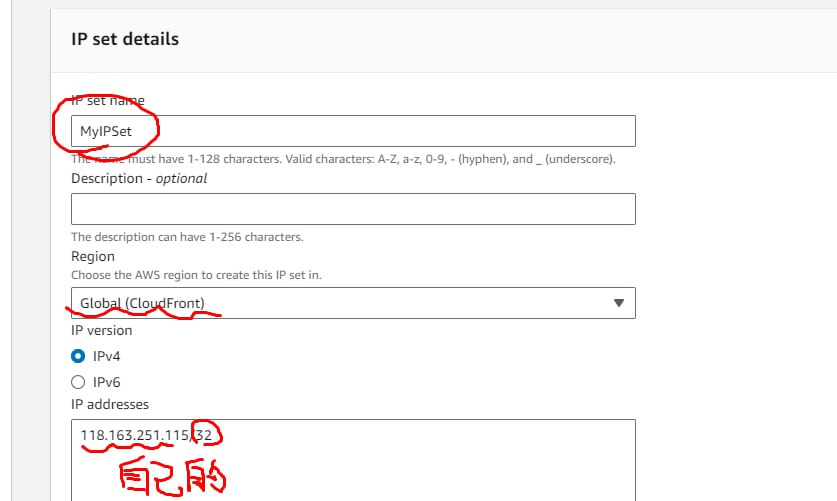 IP set details
IP set name
MyIPSet
The name must have 1-128 characters. Valid characters: A-Z, a-z, 0-9, - (hyphen), and _ (underscore).
Description - optional
The description can have 1-256 characters.
Region
Choose the AWS region to create this IP set in.
Global (CloudFront)
IP version
IPv4
IPv6
IP addresses
118.163.251.115/32
自己的